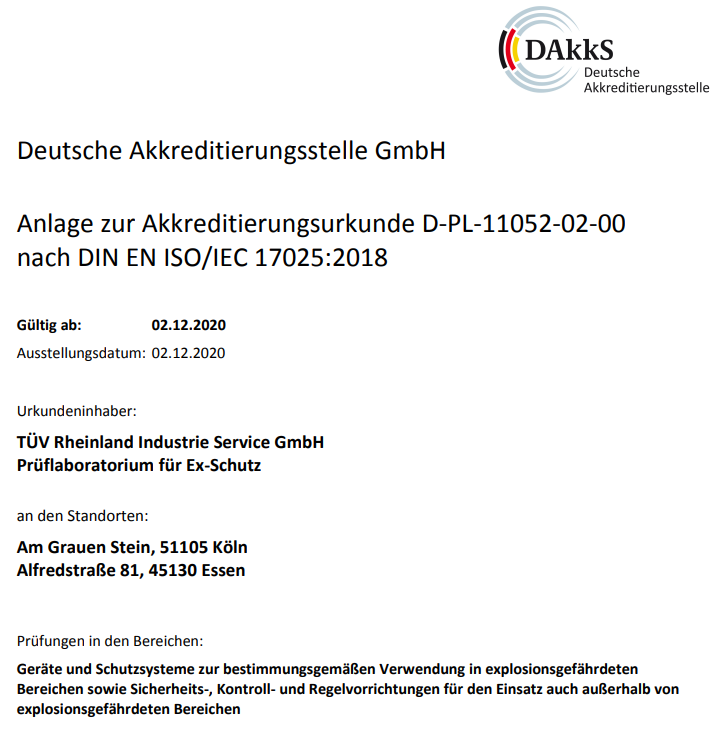 DAkkS
Deutsche
Akkreditierungsstelle
Deutsche Akkreditierungsstelle GmbH
Anlage zur Akkreditierungsurkunde D-PL-11052-02-00
nach DIN EN ISO/IEC 17025:2018
Gültig ab: 02.12.2020
Ausstellungsdatum: 02.12.2020
Urkundeninhaber:
TÜV Rheinland Industrie Service GmbH
Prüflaboratorium für Ex-Schutz
an den Standorten:
Am Grauen Stein, 51105 Köln
Alfredstraße 81, 45130 Essen
Prüfungen in den Bereichen:
Geräte und Schutzsysteme zur bestimmungsgemäßen Verwendung in explosionsgefährdeten
Bereichen sowie Sicherheits-, Kontroll- und Regelvorrichtungen für den Einsatz auch außerhalb von
explosionsgefährdeten Bereichen